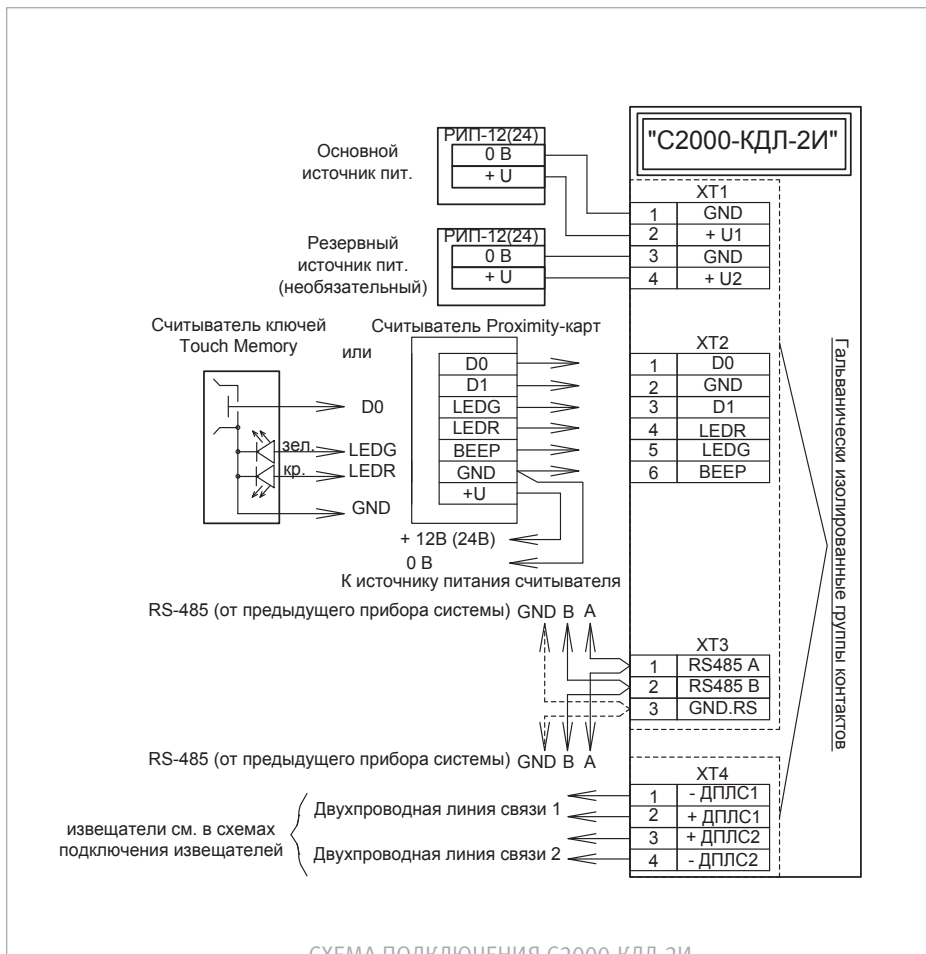 "С2000-КДЛ-2И"
Основной
источник пит.
РИП-12(24)
0 В
+ U
Резервный
источник пит.
(необязательный)
РИП-12(24)
0 В
+ U
XT1
1 GND
2 + U1
3 GND
4 + U2
Считыватель ключей
Touch Memory
или
Считыватель Proximity-карт
D0
LEDG
LEDR
GND
зел.
кр.
D0
D1
LEDG
LEDR
BEEP
GND
+U
+ 12В (24В)
0 В
К источнику питания считывателя
XT2
1 D0
2 GND
3 D1
4 LEDR
5 LEDG
6 BEEP
Гальванически изолированные группы контактов
RS-485 (от предыдущего прибора системы) GND B A
XT3
1 RS485 A
2 RS485 B
3 GND.RS
RS-485 (от предыдущего прибора системы) GND B A
XT4
1 - ДПЛС1
2 + ДПЛС1
3 + ДПЛС2
4 - ДПЛС2
извещатели см. в схемах
подключения извещателей
Двухпроводная линия связи 1
Двухпроводная линия связи 2
СХЕМА ПОДКЛЮЧЕНИЯ С2000-КДЛ-2И